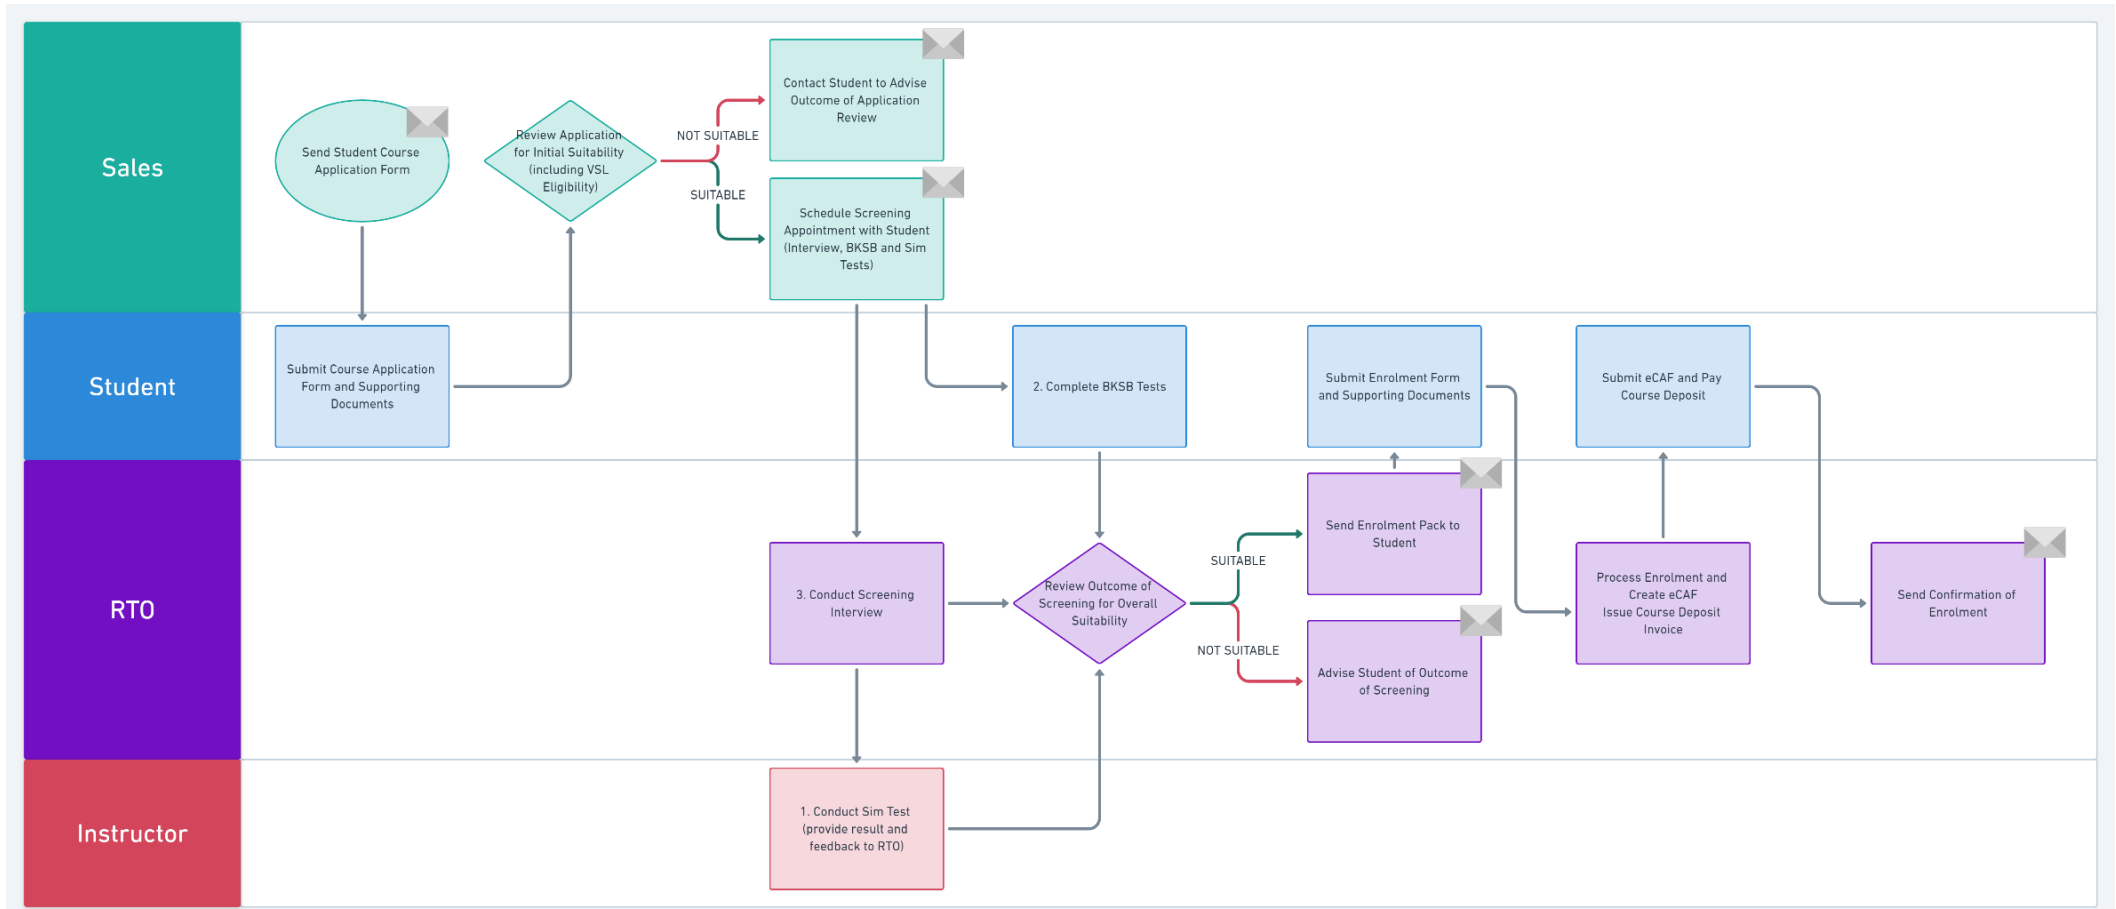 Sales
Send Student Course
Application Form
Review Application
for Initial Suitability
(including VSL
Eligibility)
NOT SUITABLE
SUITABLE
Contact Student to Advise
Outcome of Application
Review
Schedule Screening
Appointment with Student
(Interview, BKSB and Sim
Tests)
Student
Submit Course Application
Form and Supporting
Documents
2. Complete BKSB Tests
Submit Enrolment Form
and Supporting Documents
Submit eCAF and Pay
Course Deposit
RTO
3. Conduct Screening
Interview
Review Outcome of
Screening for Overall
Suitability
SUITABLE
NOT SUITABLE
Send Enrolment Pack to
Student
Advise Student of Outcome
of Screening
Process Enrolment and
Create eCAF
Issue Course Deposit
Invoice
Send Confirmation of
Enrolment
Instructor
1. Conduct Sim Test
(provide result and
feedback to RTO)